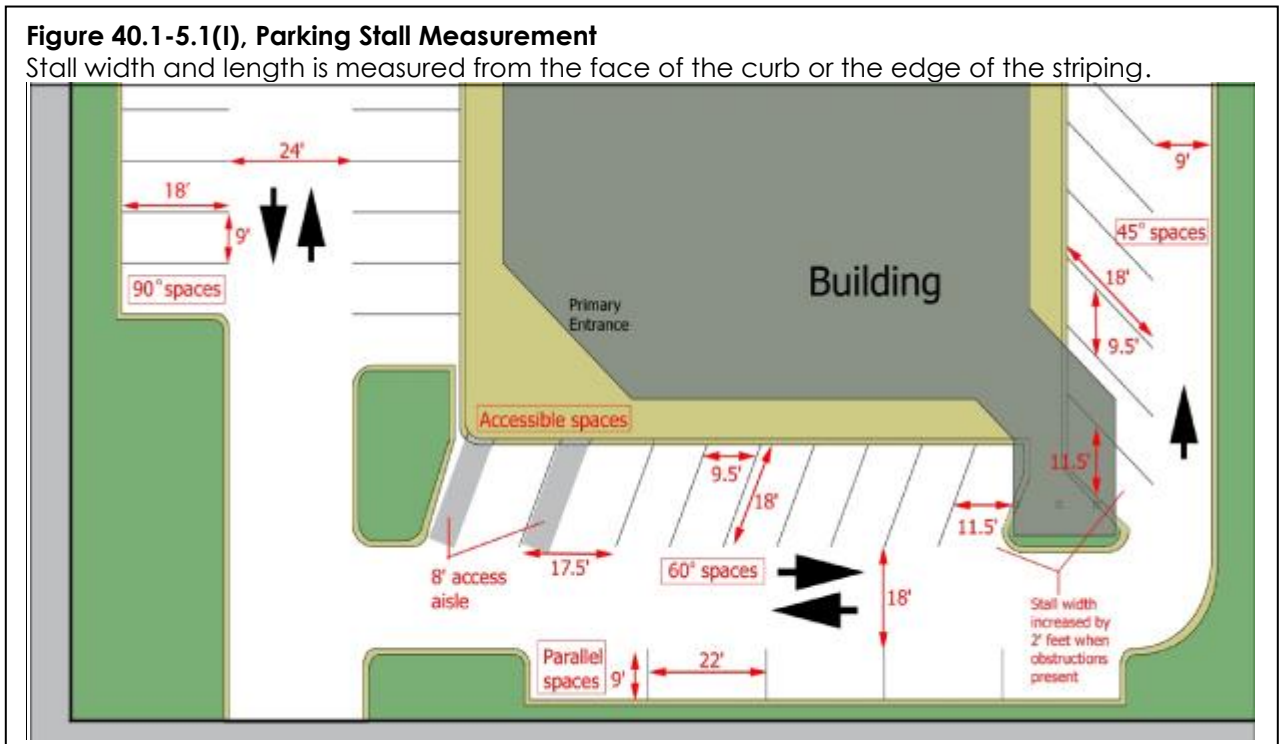 Figure 40.1-5.1(I), Parking Stall Measurement
Stall width and length is measured from the face of the curb or the edge of the striping.
24'
18'
9'
90° spaces
Primary
Entrance
Building
9'
45° spaces
18'
9.5'
11.5'
Accessible spaces
9.5'
18'
11.5'
8' access
aisle
17.5'
60° spaces
18'
Stall width
increased by
2' feet when
obstructions
present
Parallel
spaces
9'
22'